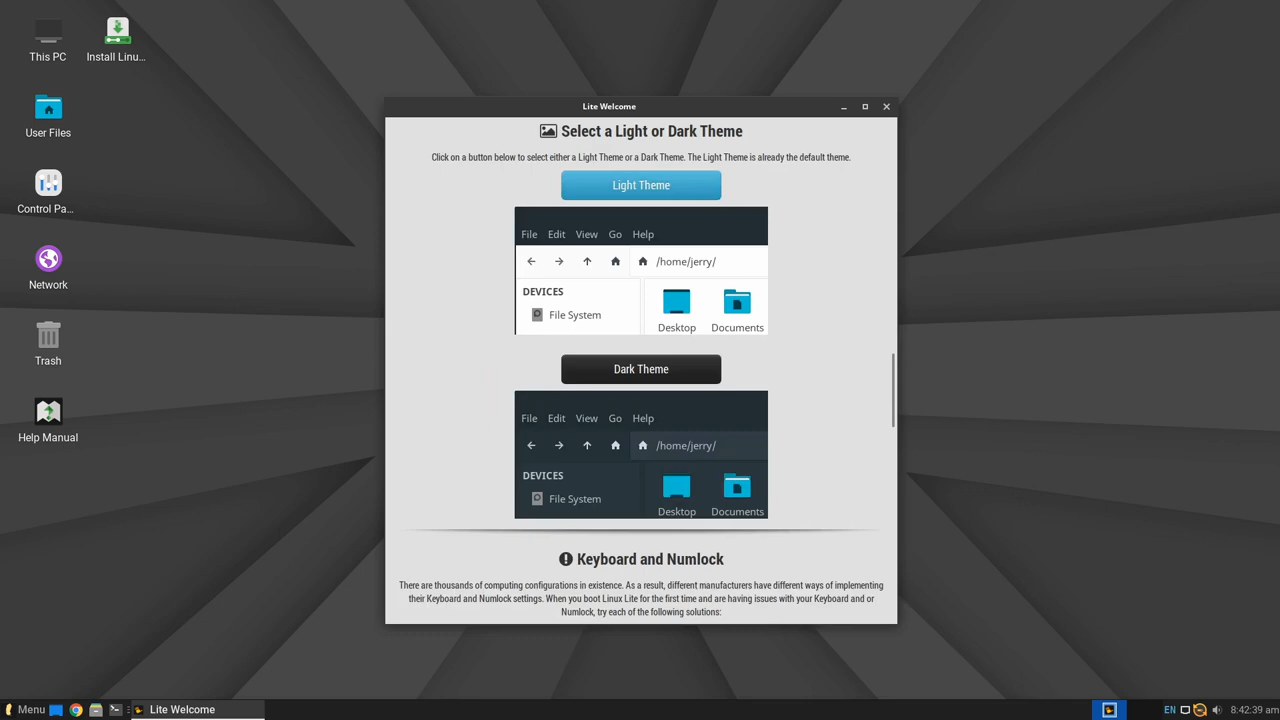 This PC
Install Linu...
User Files
Control Pa...
Network
Trash
Help Manual
Lite Welcome
Select a Light or Dark Theme
Click on a button below to select either a Light Theme or a Dark Theme. The Light Theme is already the default theme.
Light Theme
File Edit View Go Help
/home/jerry/
DEVICES
File System
Desktop Documents
Dark Theme
File Edit View Go Help
/home/jerry/
DEVICES
File System
Desktop Documents
Keyboard and Numlock
There are thousands of computing configurations in existence. As a result, different manufacturers have different ways of implementing
their Keyboard and Numlock settings. When you boot Linux Lite for the first time and are having issues with your Keyboard and or
Numlock, try each of the following solutions:
Menu Lite Welcome EN 8:42:39 am